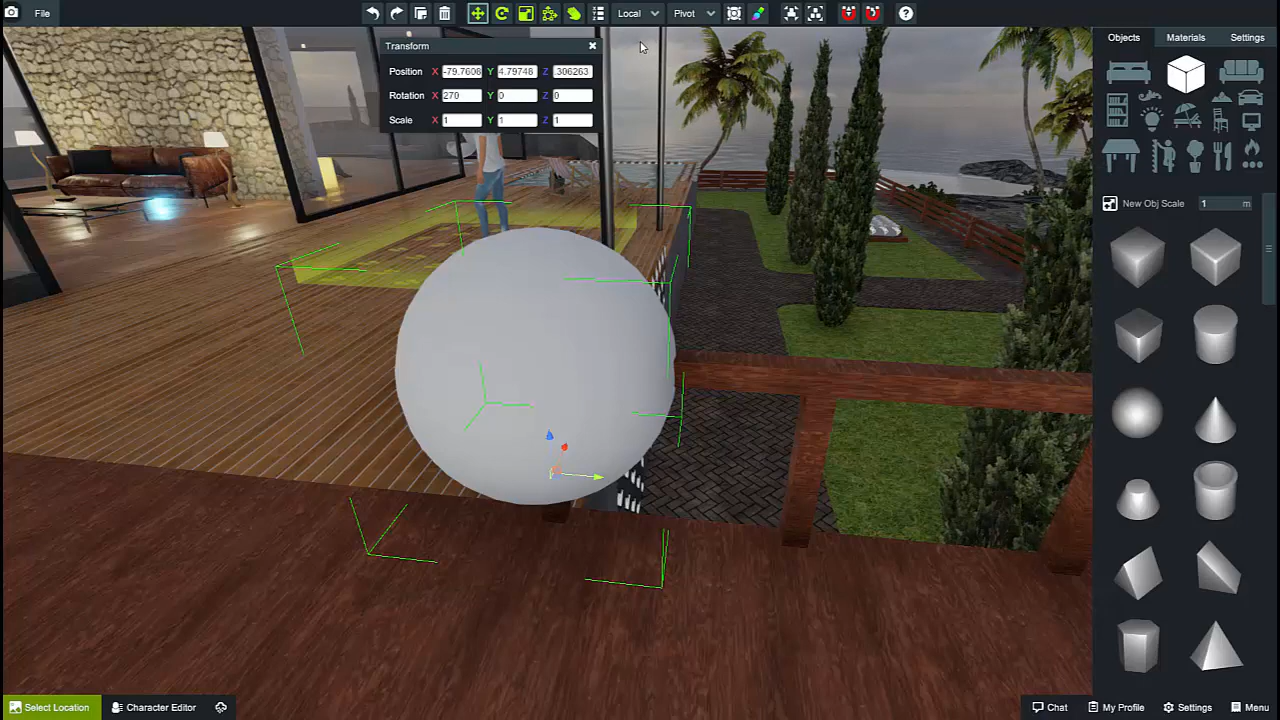 File
Local
Pivot
Transform
Position X -79.7608 Y 4.79748 Z .306263
Rotation X 270 Y 0 Z 0
Scale X 1 Y 1 Z 1
Objects Materials Settings
New Obj Scale 1 m
Select Location Character Editor
Chat My Profile Settings Menu